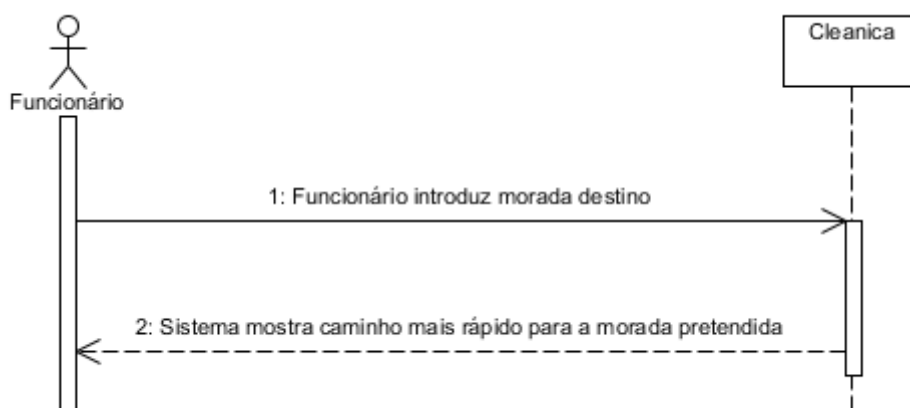 Cleanica
Funcionário
1: Funcionário introduz morada destino
2: Sistema mostra caminho mais rápido para a morada pretendida